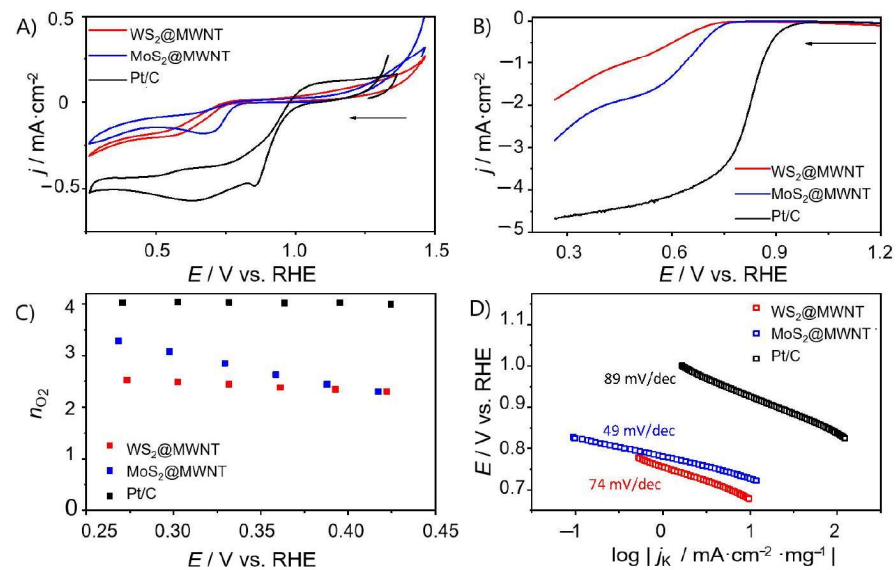 A)
0.5
0
−0.5
j / mA·cm⁻²
WS₂@MWNT
MoS₂@MWNT
Pt/C
0.5
1.0
1.5
E / V vs. RHE
B)
0
−1
−2
−3
−4
−5
j / mA·cm⁻²
WS₂@MWNT
MoS₂@MWNT
Pt/C
0.3
0.6
0.9
1.2
E / V vs. RHE
C)
4
3
2
1
0
n_O₂
WS₂@MWNT
MoS₂@MWNT
Pt/C
0.25
0.30
0.35
0.40
0.45
E / V vs. RHE
D)
1.1
1.0
0.9
0.8
0.7
E / V vs. RHE
WS₂@MWNT
MoS₂@MWNT
Pt/C
89 mV/dec
49 mV/dec
74 mV/dec
−1
0
1
2
log | j_K / mA·cm⁻²·mg⁻¹|